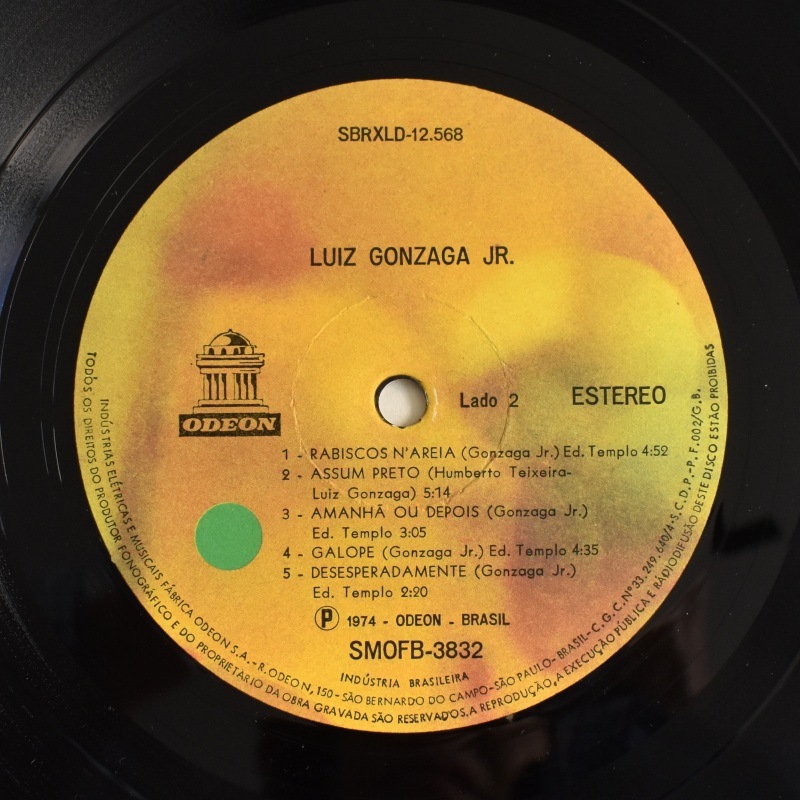 SBRXLD-12.568
LUIZ GONZAGA JR.
ODEON
Lado 2
ESTEREO
1 - RABISCOS N'AREIA (Gonzaga Jr.) Ed. Templo 4:52
2 - ASSUM PRETO (Humberto Teixeira-
Luiz Gonzaga) 5:14
3 - AMANHÃ OU DEPOIS (Gonzaga Jr.)
Ed. Templo 3:05
4 - GALOPE (Gonzaga Jr.) Ed. Templo 4:35
5 - DESESPERADAMENTE (Gonzaga Jr.)
Ed. Templo 2:20
P 1974 - ODEON - BRASIL
SMOFB-3832
INDÚSTRIA BRASILEIRA
INDÚSTRIAS ELÉTRICAS E MUSICAIS FÁBRICA ODEON S.A.-R.ODEON, 150-SÃO BERNARDO DO CAMPO-SÃO PAULO-BRASIL-C.G.C.Nº33.249.640/4-S.C.D.P.-P.F.002/G.B.
TODOS OS DIREITOS DO PRODUTOR FONOGRÁFICO E DO PROPRIETÁRIO DA OBRA GRAVADA SÃO RESERVADOS.A REPRODUÇÃO,A EXECUÇÃO PÚBLICA E RÁDIODIFUSÃO DESTE DISCO ESTÃO PROIBIDAS